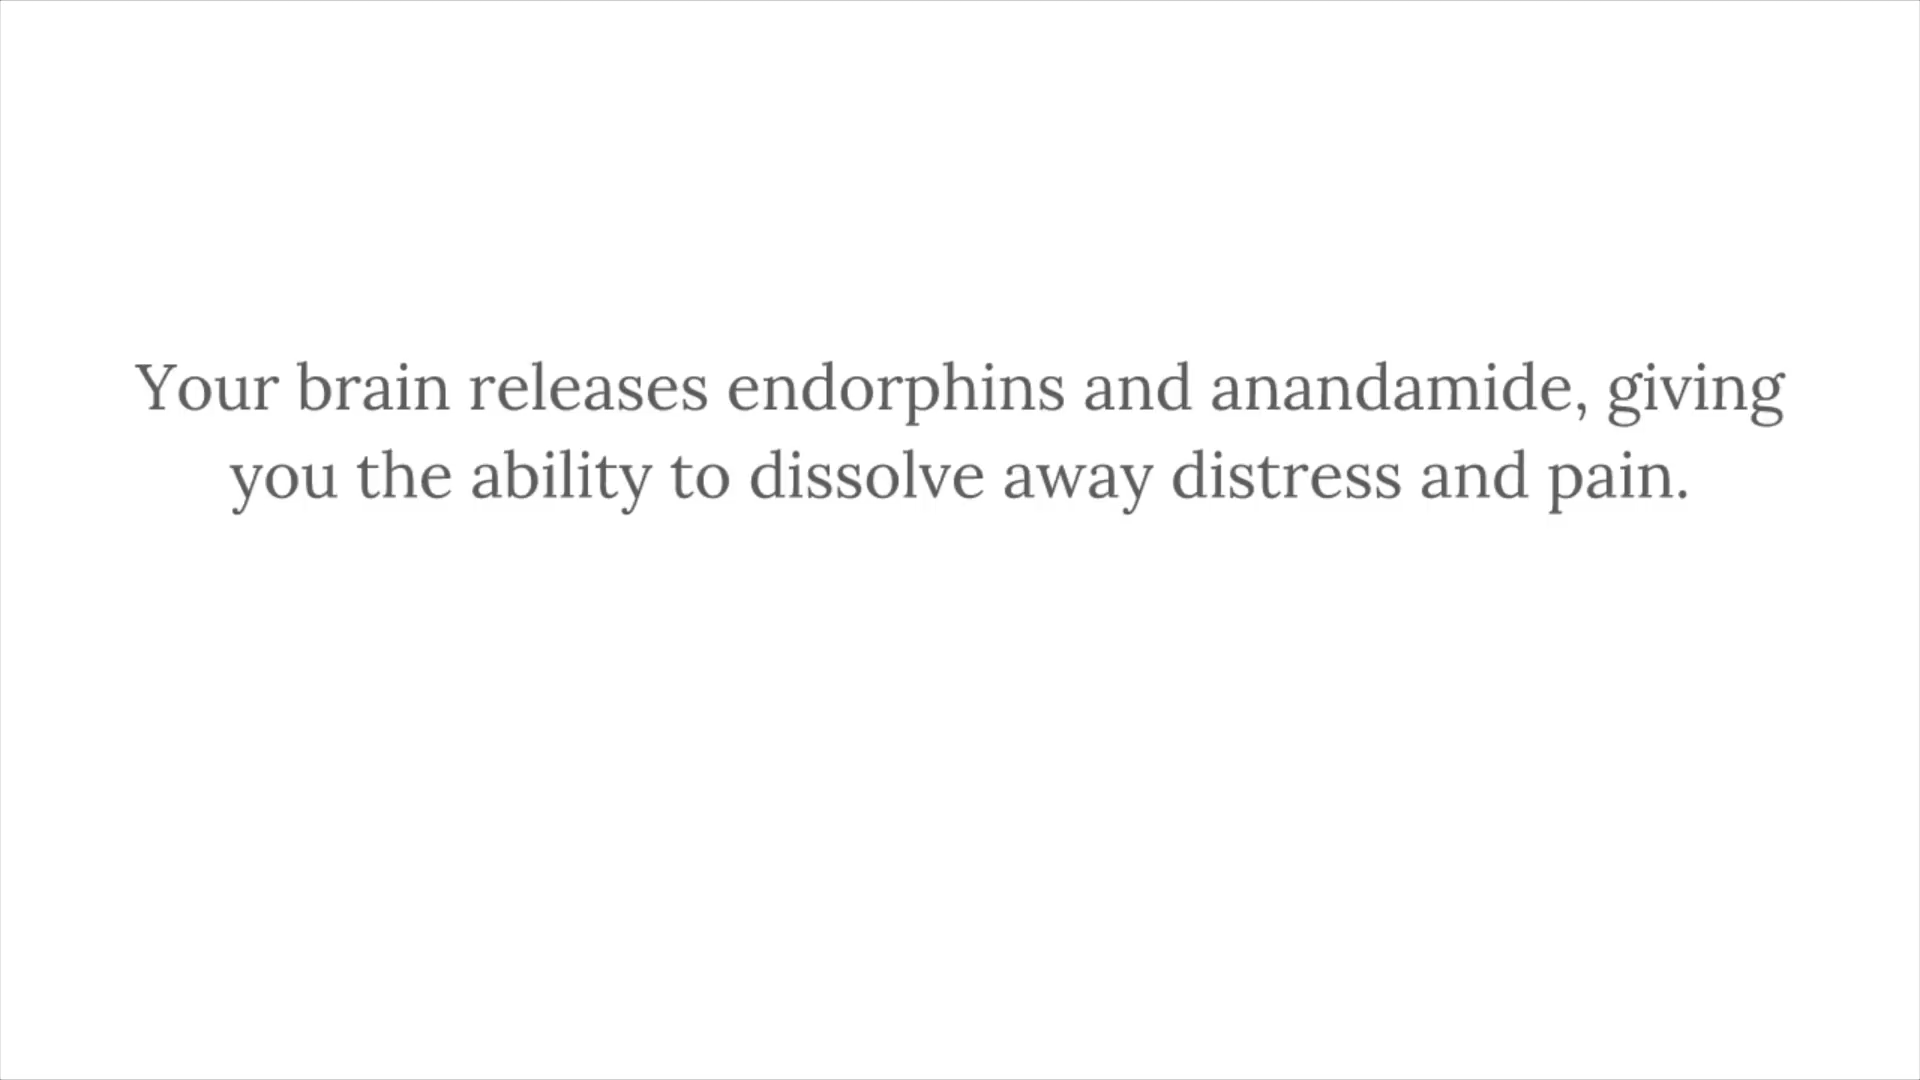 Your brain releases endorphins and anandamide, giving
you the ability to dissolve away distress and pain.